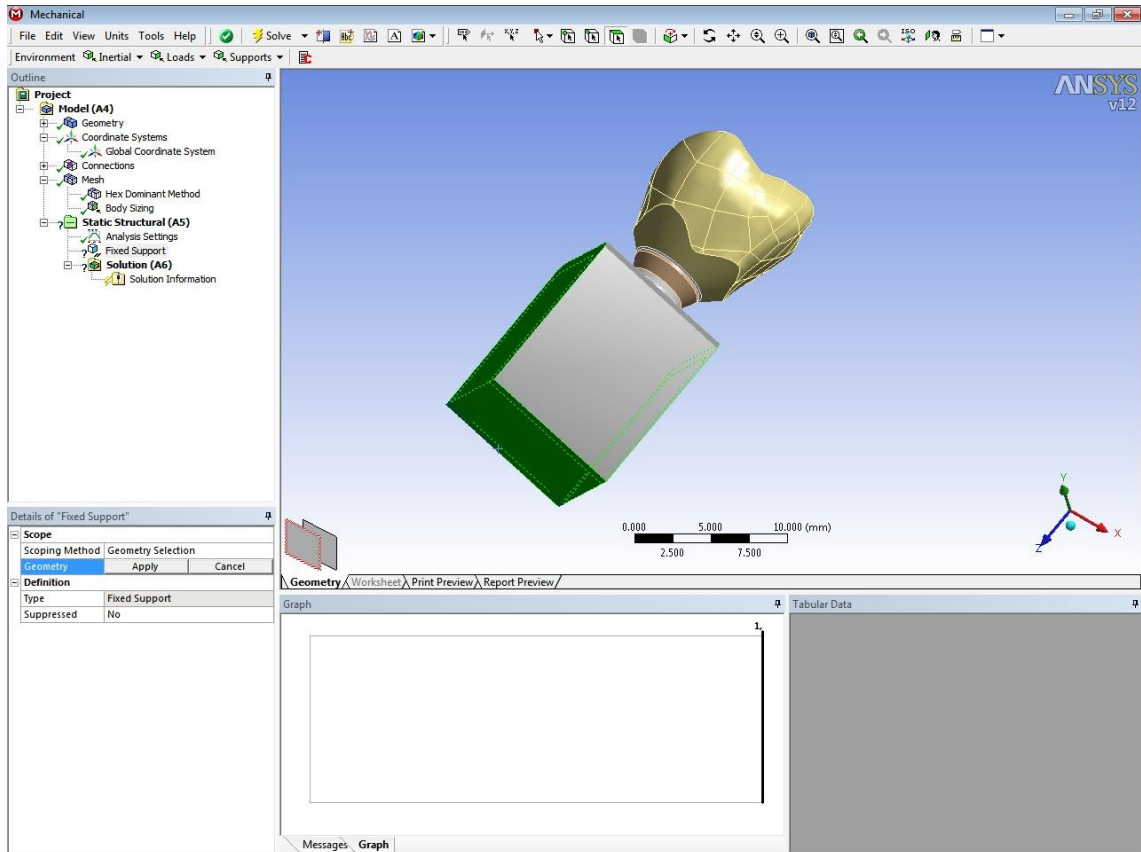 Mechanical
File Edit View Units Tools Help Solve
Environment Inertial Loads Supports
Outline
Project
Model (A4)
Geometry
Coordinate Systems
Global Coordinate System
Connections
Mesh
Hex Dominant Method
Body Sizing
Static Structural (A5)
Analysis Settings
Fixed Support
Solution (A6)
Solution Information
ANSYS
v12
0.000 5.000 10.000 (mm)
2.500 7.500
Y
X
Z
Geometry Worksheet Print Preview Report Preview
Details of "Fixed Support"
Scope
Scoping Method Geometry Selection
Geometry Apply Cancel
Definition
Type Fixed Support
Suppressed No
Graph
1,
Messages Graph
Tabular Data